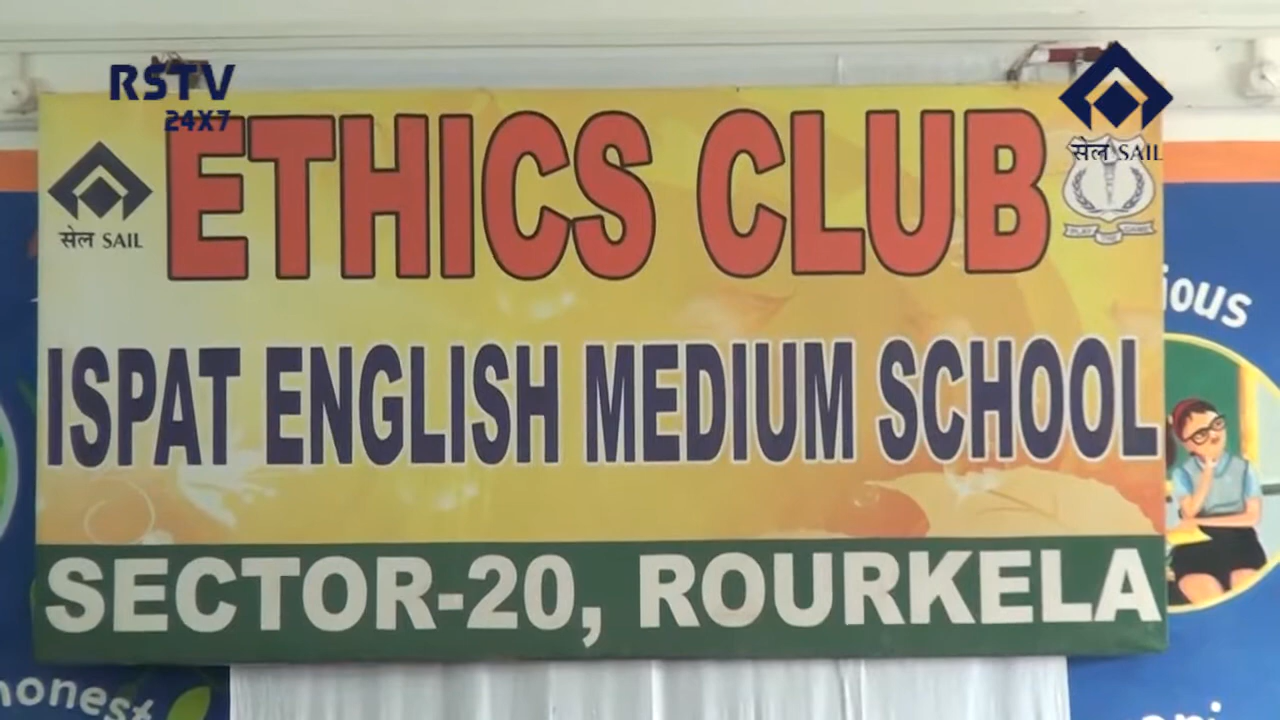 RSTV
24X7
ETHICS CLUB
सेल SAIL
सेल SAIL
ISPAT ENGLISH MEDIUM SCHOOL
SECTOR-20, ROURKELA
ious
honest